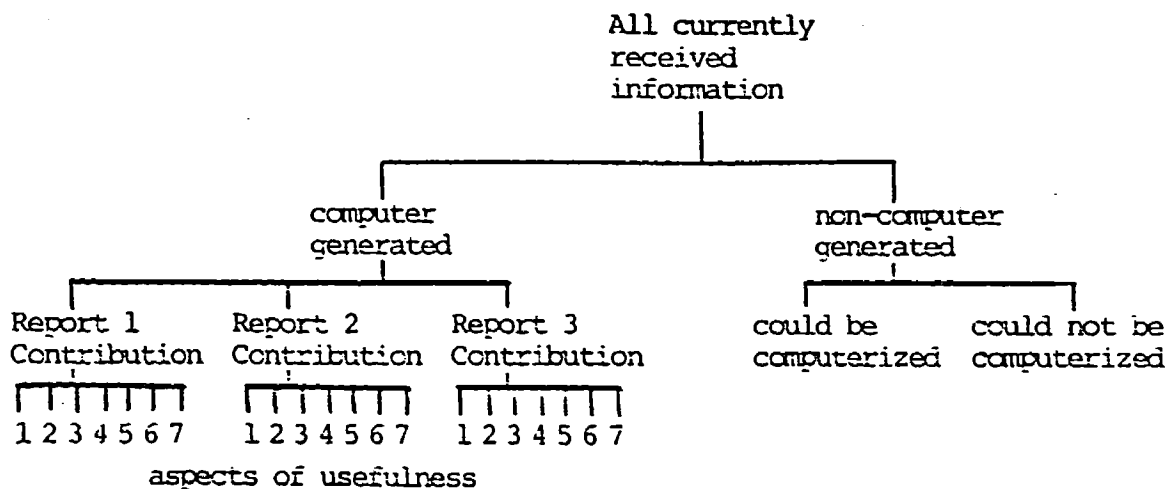 All currently
received
information
computer
generated
non-computer
generated
Report 1
Contribution
Report 2
Contribution
Report 3
Contribution
could be
computerized
could not be
computerized
1 2 3 4 5 6 7
1 2 3 4 5 6 7
1 2 3 4 5 6 7
aspects of usefulness